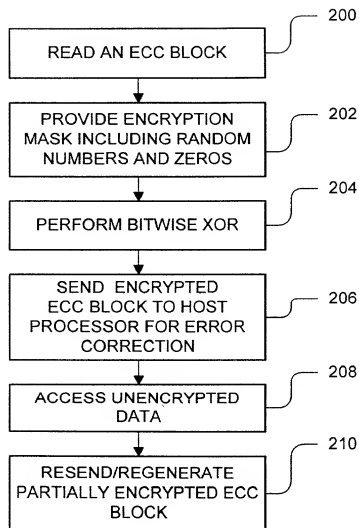 200
READ AN ECC BLOCK
202
PROVIDE ENCRYPTION
MASK INCLUDING RANDOM
NUMBERS AND ZEROS
204
PERFORM BITWISE XOR
206
SEND ENCRYPTED
ECC BLOCK TO HOST
PROCESSOR FOR ERROR
CORRECTION
208
ACCESS UNENCRYPTED
DATA
210
RESEND/REGENERATE
PARTIALLY ENCRYPTED ECC
BLOCK